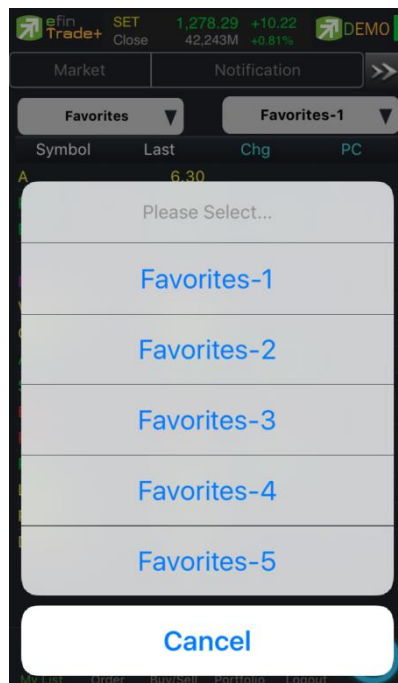 efin SET 1,278.29 +10.22 DEMO
Trade+ Close 42,243M +0.81%
Market Notification >>
Favorites ▼ Favorites-1 ▼
Symbol Last Chg PC
A 6.30
Please Select...
Favorites-1
Favorites-2
Favorites-3
Favorites-4
Favorites-5
Cancel
My List Order Buy/Sell Portfolio Logout